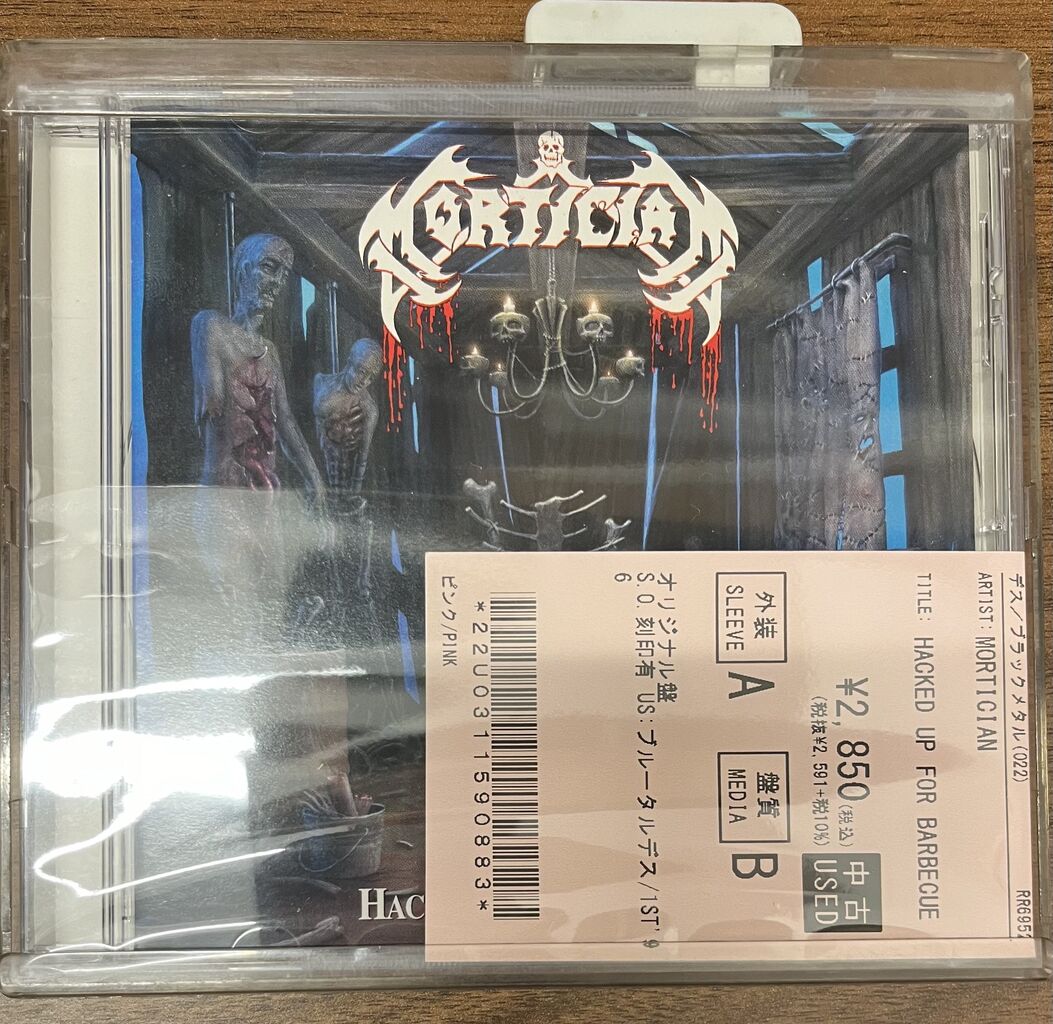 MORTICIAN
HAC
デス/ブラックメタル(022)
RR6952
ARTIST: MORTICIAN
TITLE: HACKED UP FOR BARBECUE
¥2,850(税込)
(税抜¥2,591+税10%)
中古
USED
外装
SLEEVE
A
盤質
MEDIA
B
オリジナル盤
S.O.刻印有 US:ブルータルデス/1ST'9
6
*22U0311590883*
ピンク/PINK